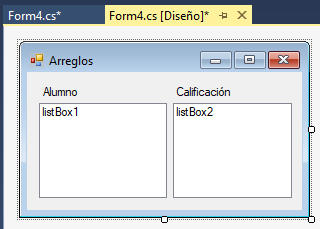 Form4.cs*
Form4.cs [Diseño]*
Arreglos
Alumno
Calificación
listBox1
listBox2